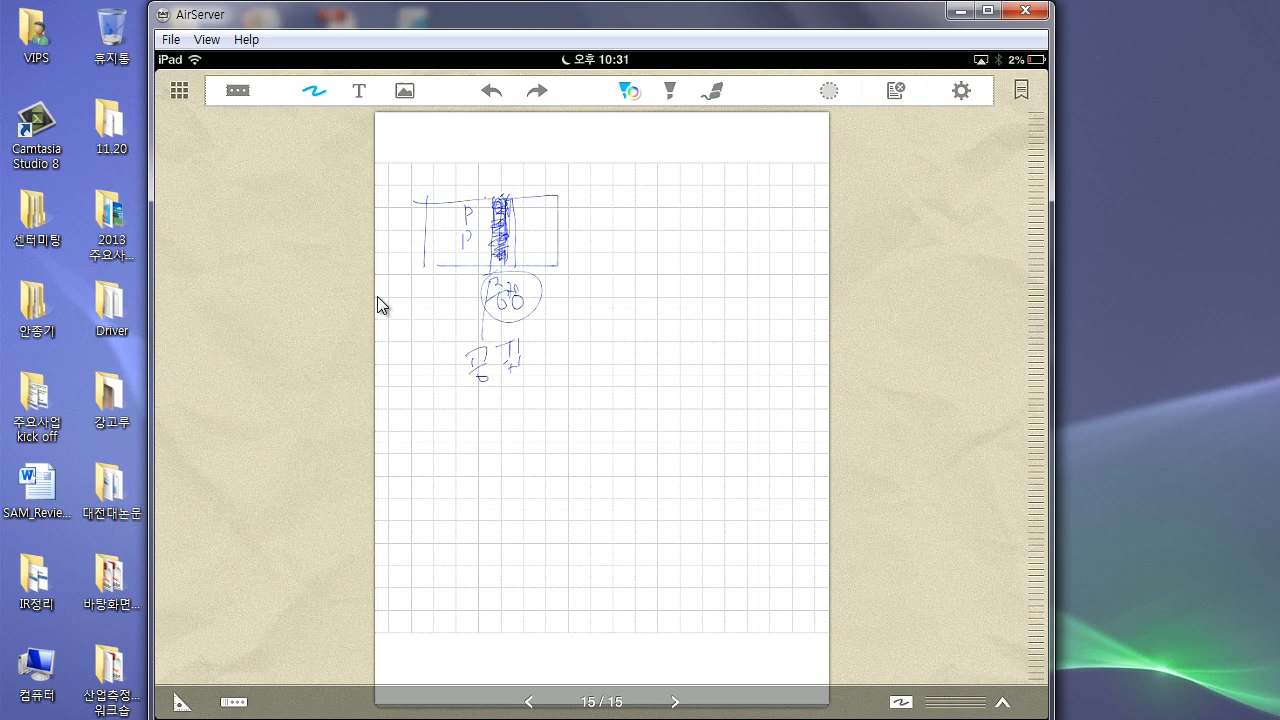 AirServer
File View Help
iPad 오후 10:31 2%
T
P
P
15 / 15
VIPS
휴지통
Camtasia Studio 8
11.20
센터미팅
2013 주요사...
안종기
Driver
주요사업 kick off
강고루
SAM_Revie...
대전대논문
IR정리
바탕화면...
컴퓨터
산업측정... 워크숍